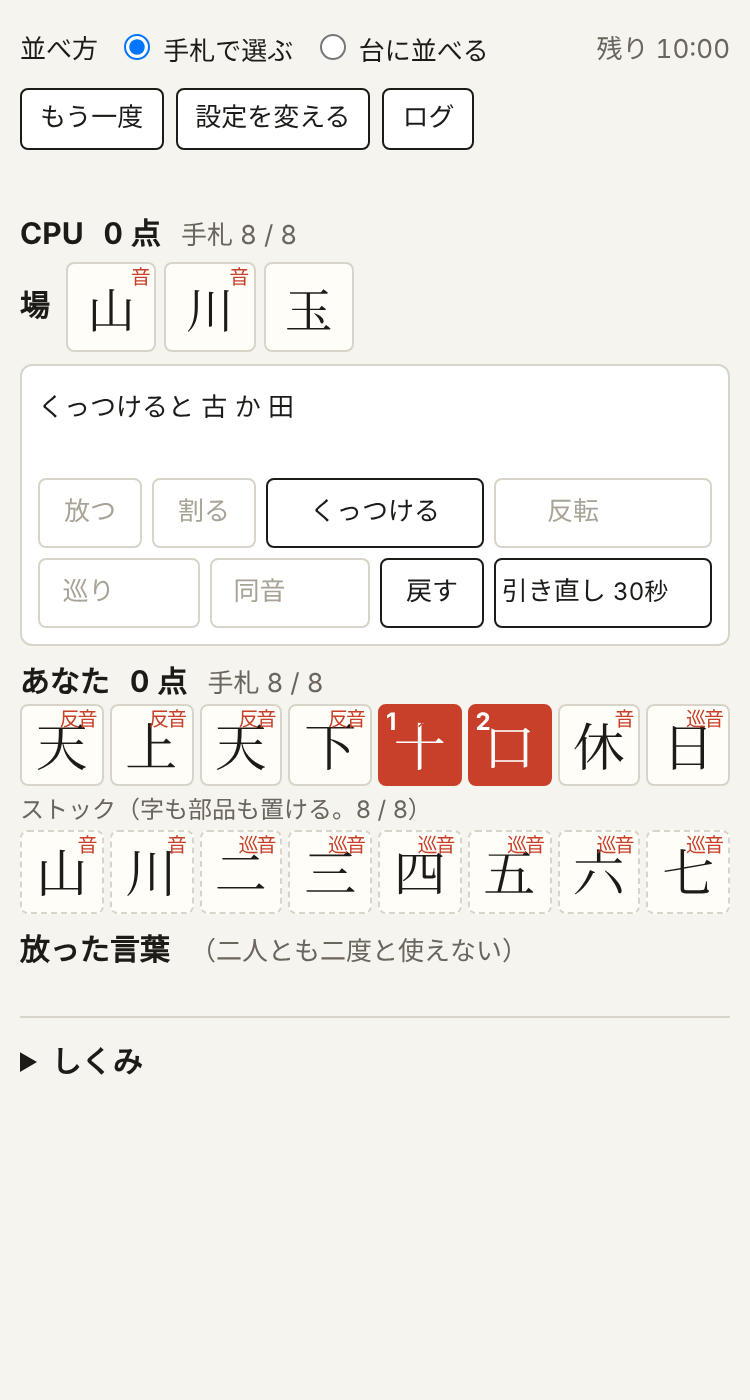 並べ方 手札で選ぶ 台に並べる 残り 10:00
もう一度 設定を変える ログ
CPU 0 点 手札 8 / 8
場 山 音 川 音 玉
くっつけると 古 か 田
放つ 割る くっつける 反転
巡り 同音 戻す 引き直し 30秒
あなた 0 点 手札 8 / 8
天 反音 上 反音 天 反音 下 反音 1 十 2 口 休 音 日 巡音
ストック（字も部品も置ける。8 / 8）
山 音 川 音 二 巡音 三 巡音 四 巡音 五 巡音 六 巡音 七 巡音
放った言葉 （二人とも二度と使えない）
しくみ